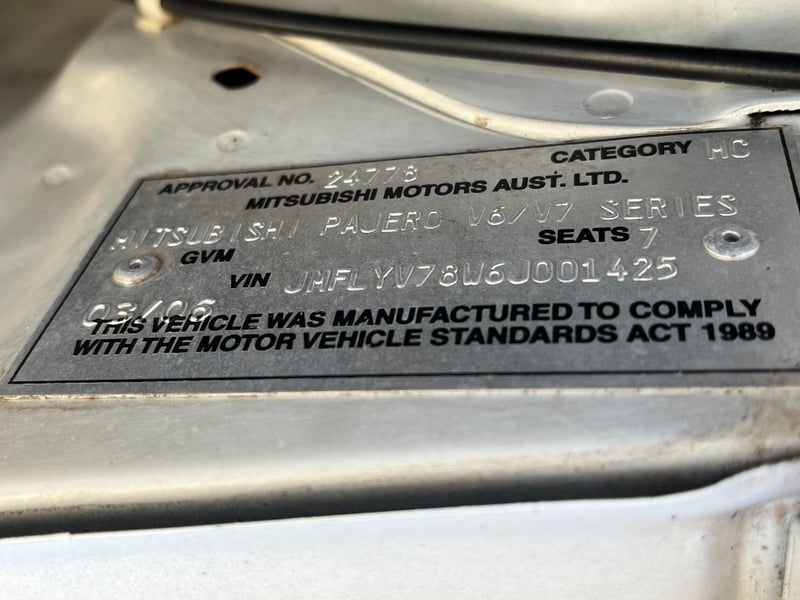 APPROVAL NO. 24778 CATEGORY MC
MITSUBISHI MOTORS AUST. LTD.
MITSUBISHI PAJERO V6/V7 SERIES
GVM SEATS 7
VIN JMFLYV78W6J001425
03/06
THIS VEHICLE WAS MANUFACTURED TO COMPLY
WITH THE MOTOR VEHICLE STANDARDS ACT 1989